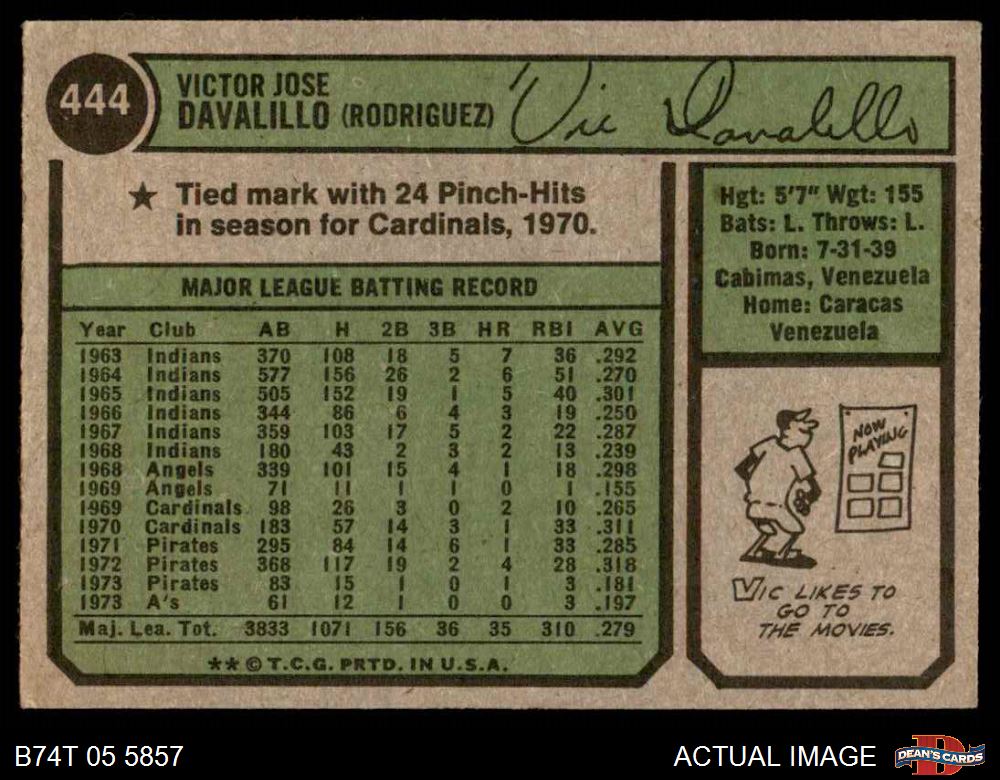 444
VICTOR JOSE
DAVALILLO (RODRIGUEZ)
Vic Davalillo
★ Tied mark with 24 Pinch-Hits
in season for Cardinals, 1970.
MAJOR LEAGUE BATTING RECORD
Year Club AB H 2B 3B HR RBI AVG
1963 Indians 370 108 18 5 7 36 .292
1964 Indians 577 156 26 2 6 51 .270
1965 Indians 505 152 19 1 5 40 .301
1966 Indians 344 86 6 4 3 19 .250
1967 Indians 359 103 17 5 2 22 .287
1968 Indians 180 43 2 3 2 13 .239
1968 Angels 339 101 15 4 1 18 .298
1969 Angels 71 11 1 1 0 1 .155
1969 Cardinals 98 26 3 0 2 10 .265
1970 Cardinals 183 57 14 3 1 33 .311
1971 Pirates 295 84 14 6 1 33 .285
1972 Pirates 368 117 19 2 4 28 .318
1973 Pirates 83 15 1 0 1 3 .181
1973 A's 61 12 1 0 0 3 .197
Maj. Lea. Tot. 3833 1071 156 36 35 310 .279
★★ © T.C.G. PRTD. IN U.S.A.
Hgt: 5'7" Wgt: 155
Bats: L. Throws: L.
Born: 7-31-39
Cabimas, Venezuela
Home: Caracas
Venezuela
NOW
PLAYING
VIC LIKES TO
GO TO
THE MOVIES.
B74T 05 5857
ACTUAL IMAGE
D
DEAN'S CARDS